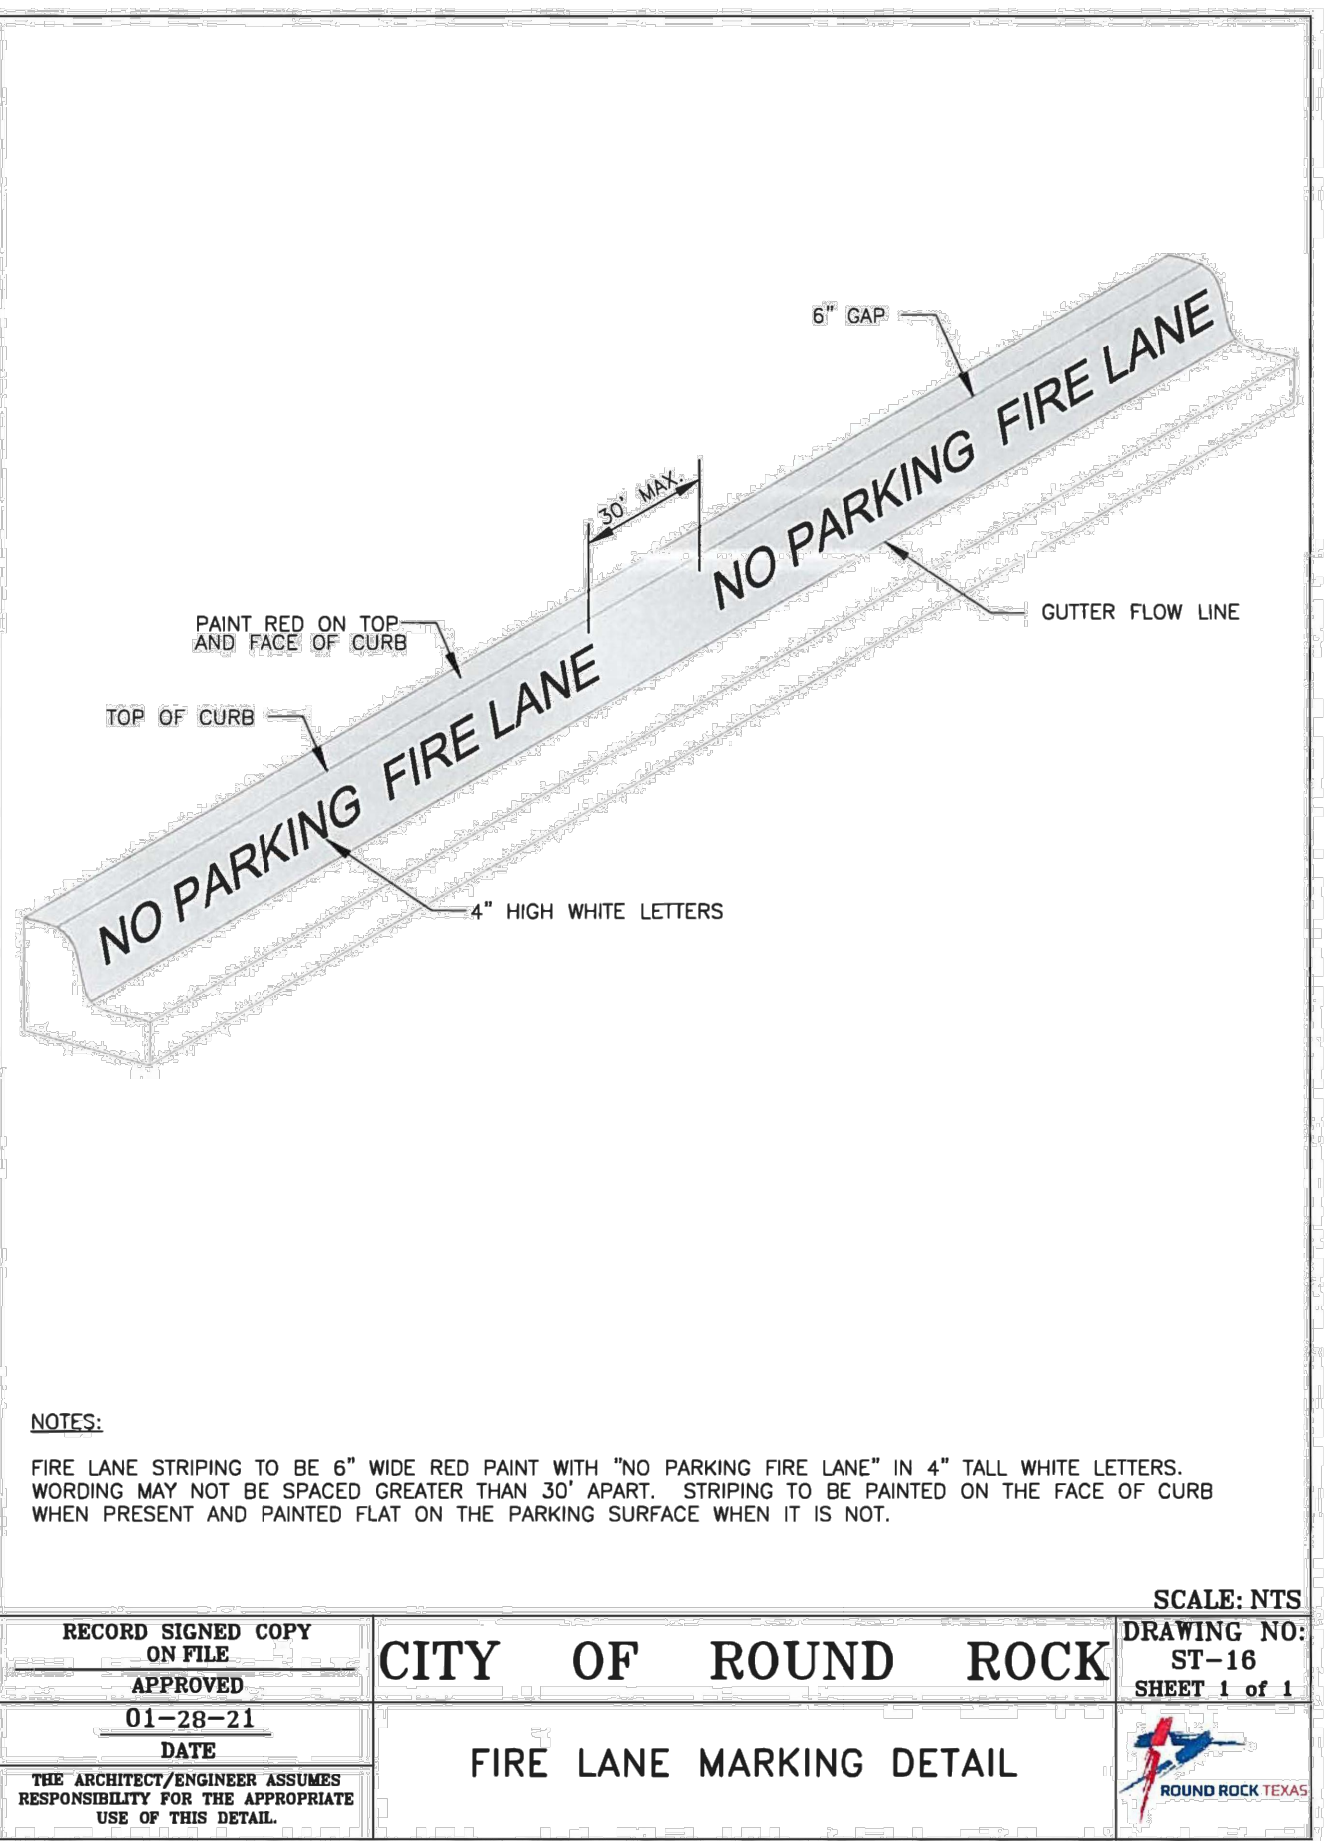 6" GAP
NO PARKING FIRE LANE
30' MAX.
GUTTER FLOW LINE
PAINT RED ON TOP
AND FACE OF CURB
TOP OF CURB
NO PARKING FIRE LANE
4" HIGH WHITE LETTERS
NOTES:
FIRE LANE STRIPING TO BE 6" WIDE RED PAINT WITH "NO PARKING FIRE LANE" IN 4" TALL WHITE LETTERS.
WORDING MAY NOT BE SPACED GREATER THAN 30' APART. STRIPING TO BE PAINTED ON THE FACE OF CURB
WHEN PRESENT AND PAINTED FLAT ON THE PARKING SURFACE WHEN IT IS NOT.
SCALE: NTS
RECORD SIGNED COPY
ON FILE
APPROVED
01-28-21
DATE
THE ARCHITECT/ENGINEER ASSUMES
RESPONSIBILITY FOR THE APPROPRIATE
USE OF THIS DETAIL.
CITY OF ROUND ROCK
FIRE LANE MARKING DETAIL
DRAWING NO:
ST-16
SHEET 1 of 1
ROUND ROCK TEXAS